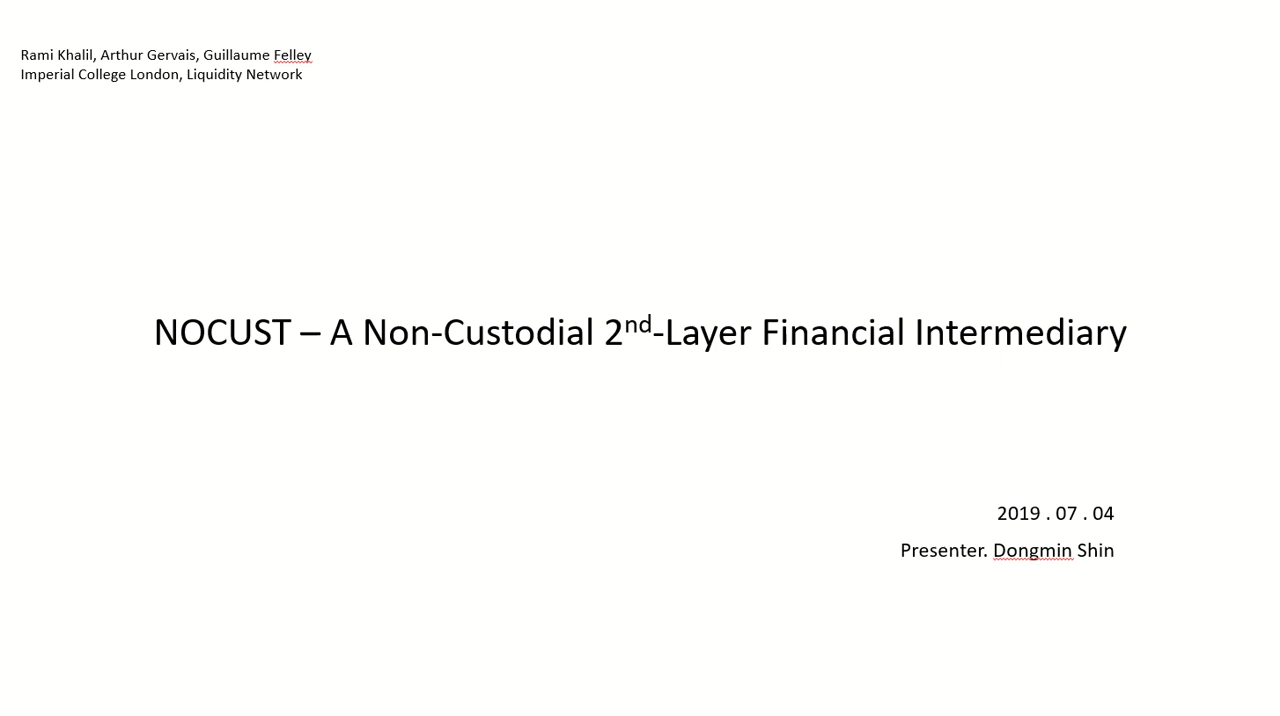 Rami Khalil, Arthur Gervais, Guillaume Felley
Imperial College London, Liquidity Network
NOCUST – A Non-Custodial 2nd-Layer Financial Intermediary
2019 . 07 . 04
Presenter. Dongmin Shin